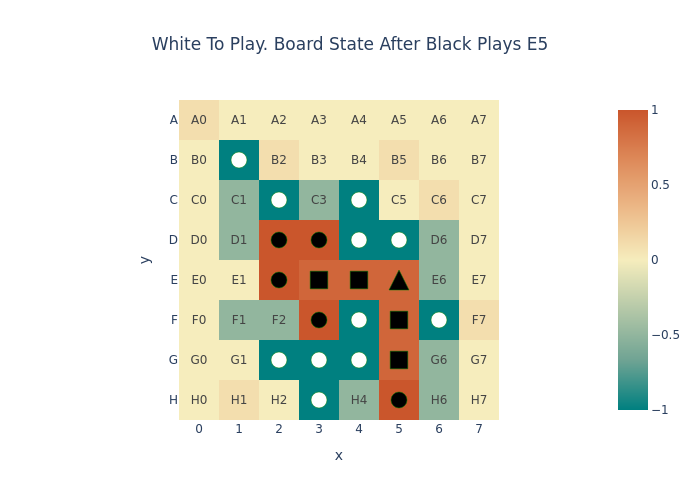 White To Play. Board State After Black Plays E5
A A0 A1 A2 A3 A4 A5 A6 A7
B B0 B2 B3 B4 B5 B6 B7
C C0 C1 C3 C5 C6 C7
D D0 D1 D6 D7
E E0 E1 E6 E7
F F0 F1 F2 F7
G G0 G1 G6 G7
H H0 H1 H2 H4 H6 H7
0 1 2 3 4 5 6 7
x
y
1
0.5
0
−0.5
−1